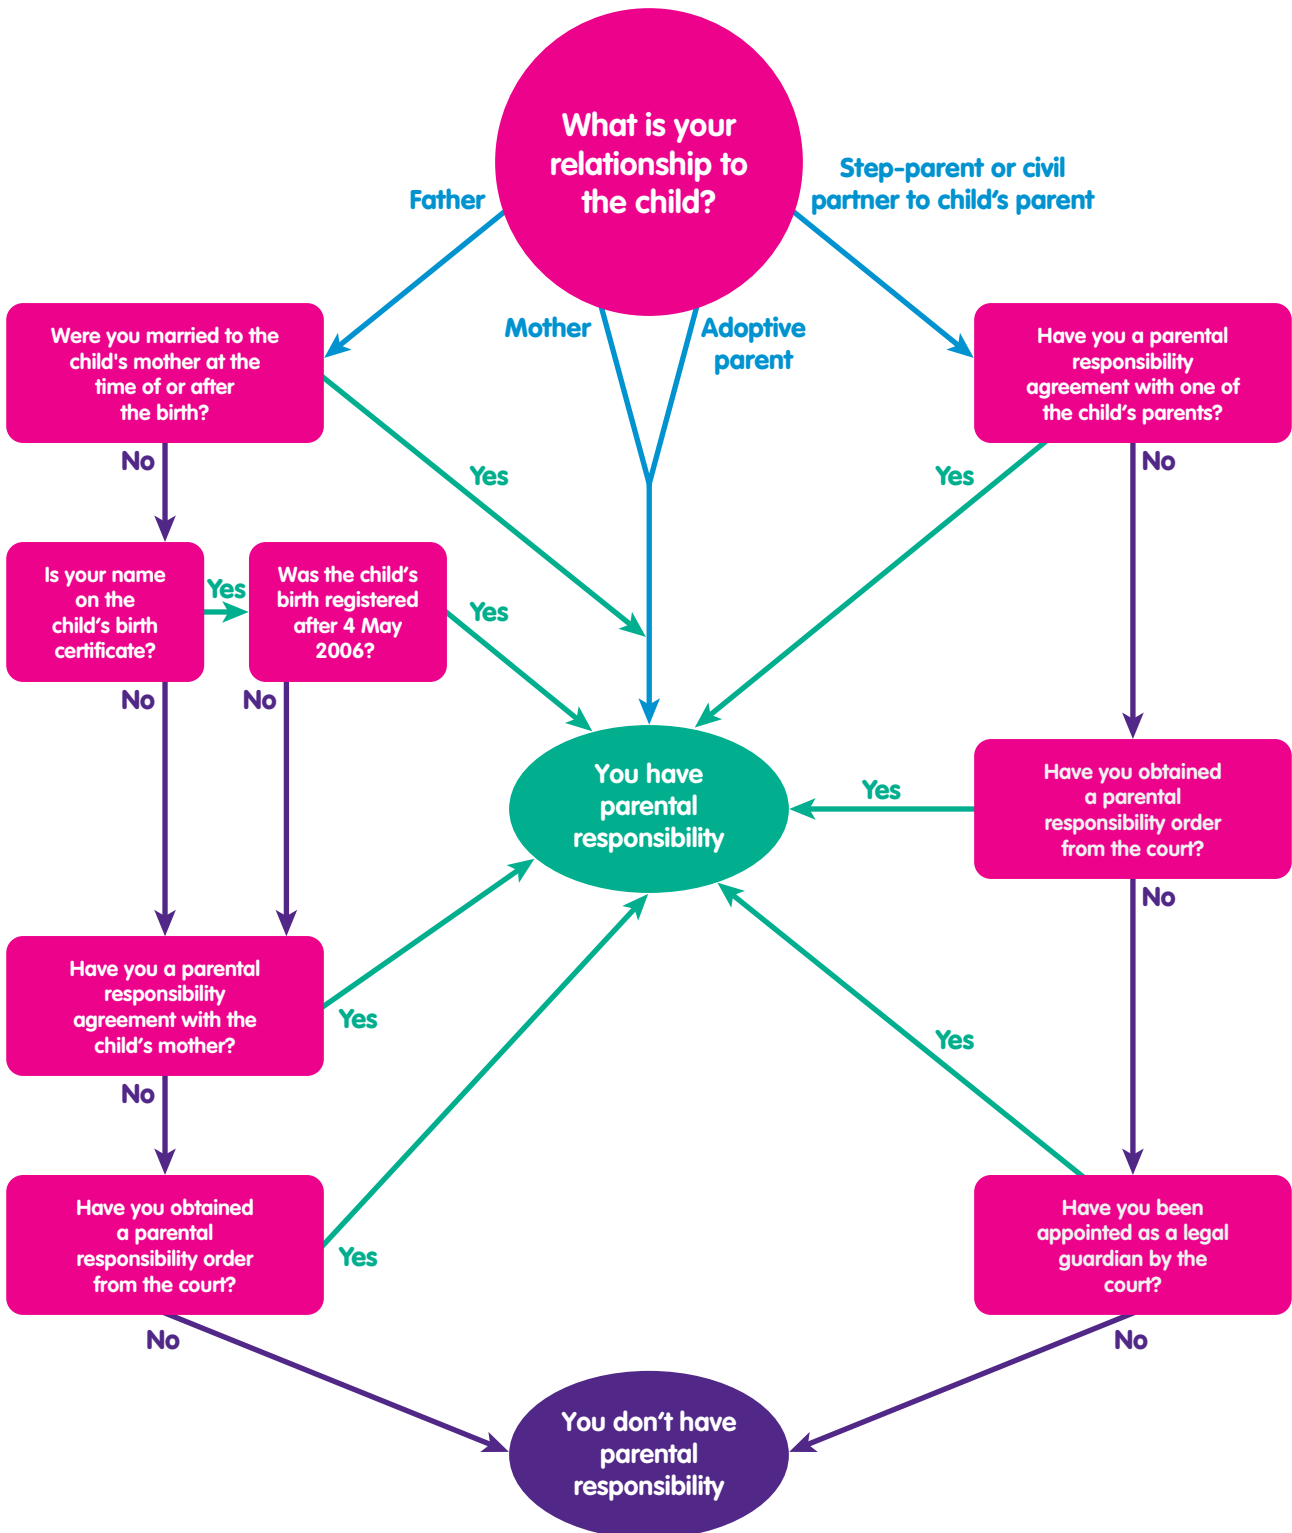 What is your
relationship to
the child?
Father
Step-parent or civil
partner to child's parent
Mother
Adoptive
parent
Were you married to the
child's mother at the
time of or after
the birth?
Have you a parental
responsibility
agreement with one of
the child's parents?
No
Yes
Yes
No
Is your name
on the
child's birth
certificate?
Yes
Was the child's
birth registered
after 4 May
2006?
Yes
No
No
You have
parental
responsibility
Yes
Have you obtained
a parental
responsibility order
from the court?
No
Have you a parental
responsibility
agreement with the
child's mother?
Yes
Yes
No
Have you obtained
a parental
responsibility order
from the court?
Yes
Have you been
appointed as a legal
guardian by the
court?
No
No
You don't have
parental
responsibility